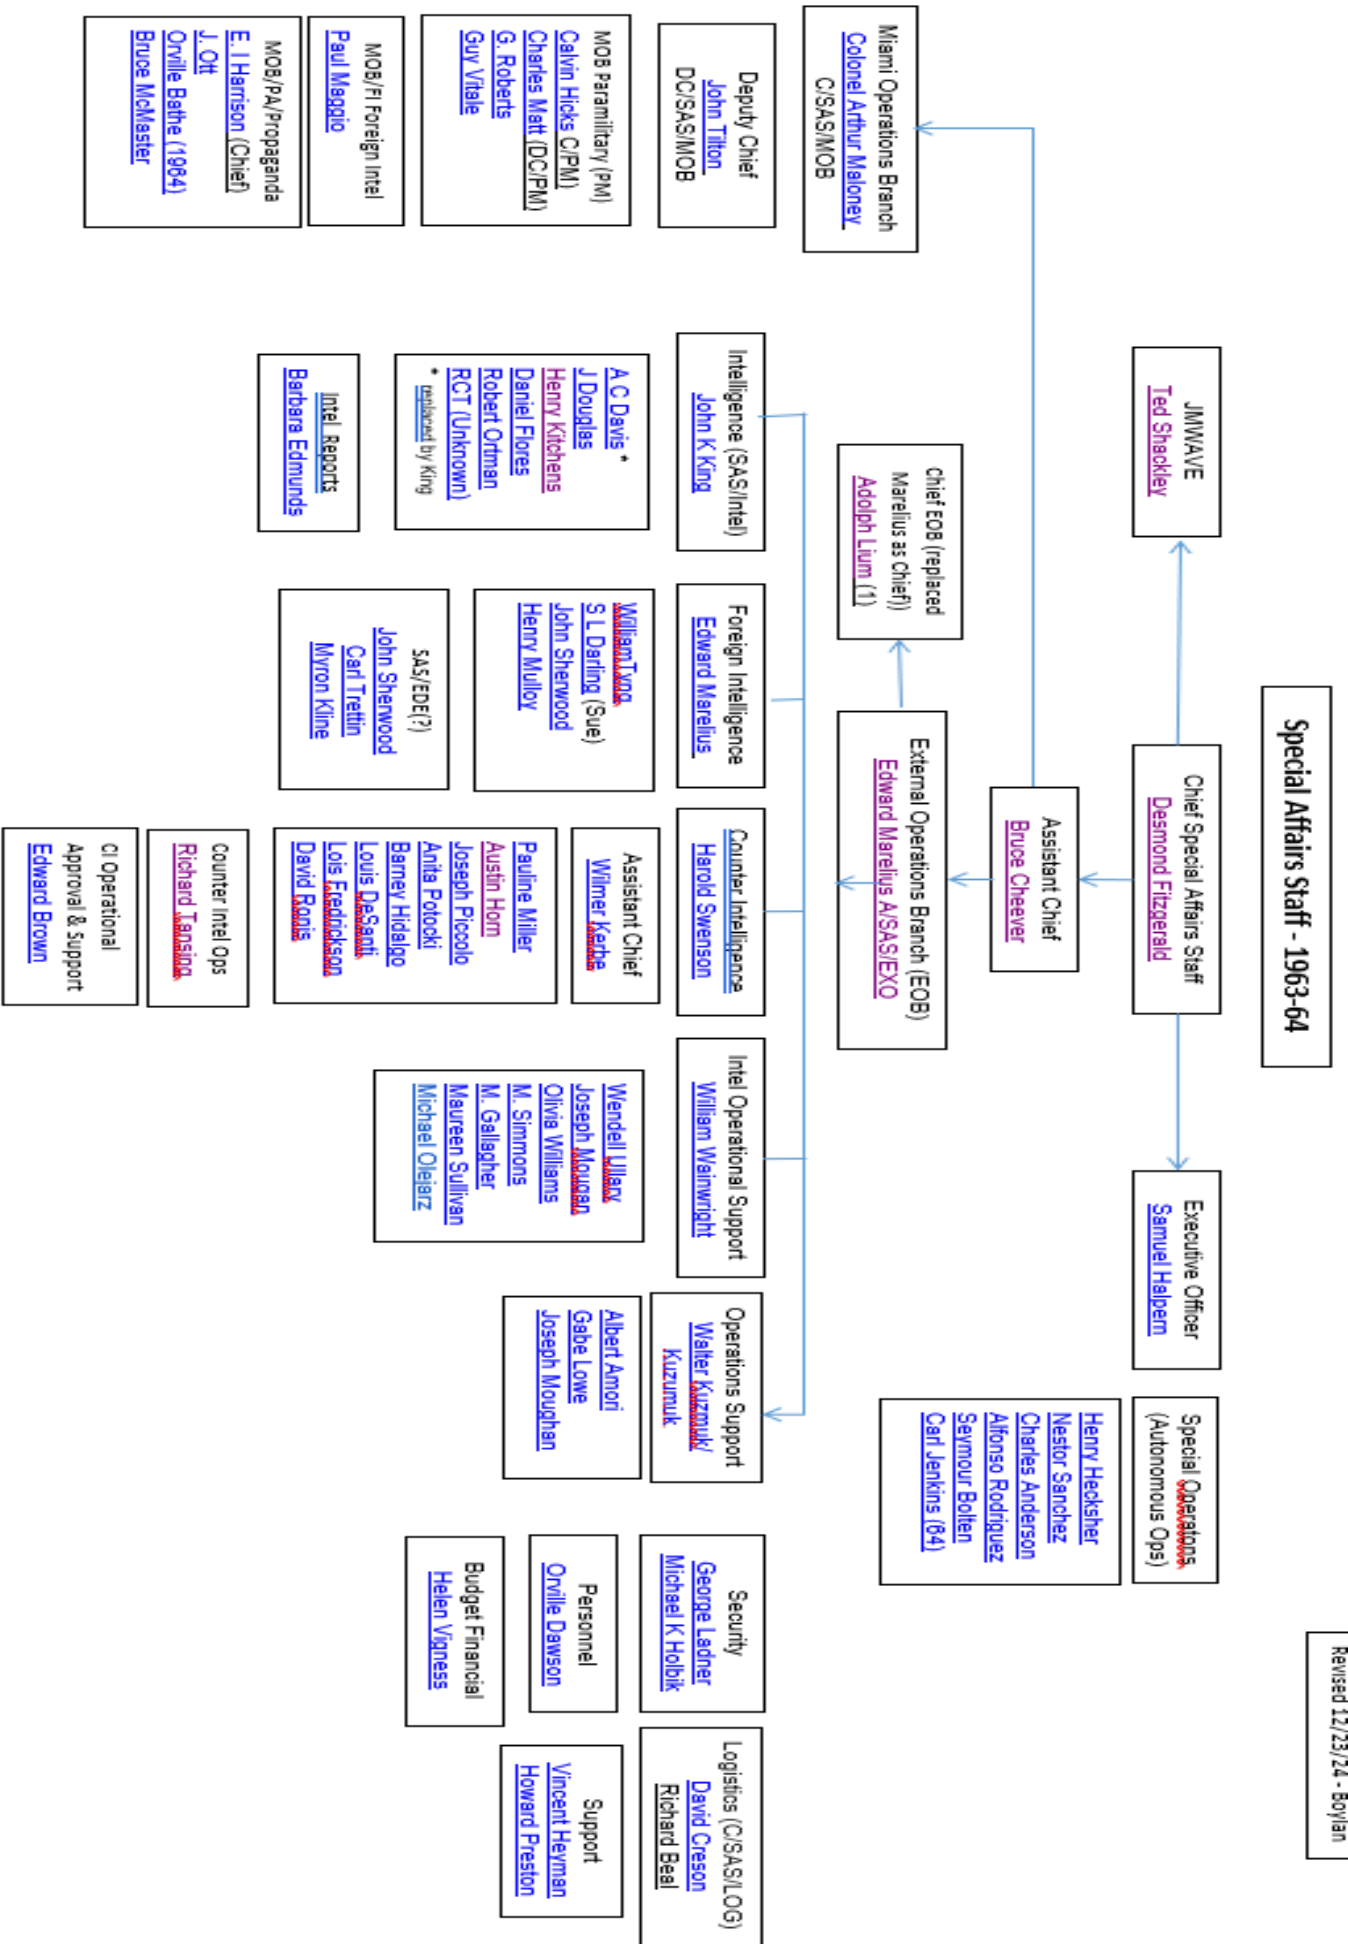 Revised 12/23/24 - Boylan
Special Affairs Staff - 1963-64
JMWAVE
Ted Shackley
Chief Special Affairs Staff
Desmond Fitzgerald
Executive Officer
Samuel Halpern
Special Operatons
(Autonomous Ops)
Henry Hecksher
Nestor Sanchez
Charles Anderson
Alfonso Rodriguez
Seymour Bolten
Carl Jenkins (64)
Assistant Chief
Bruce Cheever
Miami Operations Branch
Colonel Arthur Maloney
C/SAS/MOB
Chief EOB (replaced
Marelius as chief))
Adolph Lium (1)
External Operations Branch (EOB)
Edward Marelius A/SAS/EXO
Deputy Chief
John Tilton
DC/SAS/MOB
MOB Paramilitary (PM)
Calvin Hicks C/PM)
Charles Matt (DC/PM)
G. Roberts
Guy Vitale
MOB/FI Foreign Intel
Paul Maggio
MOB/PA/Propaganda
E. I Harrison (Chief)
J. Ott
Orville Bathe (1964)
Bruce McMaster
Intelligence (SAS/Intel)
John K King
A C Davis *
J Douglas
Henry Kitchens
Daniel Flores
Robert Ortman
RCT (Unknown)
* replaced by King
Intel Reports
Barbara Edmunds
Foreign Intelligence
Edward Marelius
WilliamTyng
S L Darling (Sue)
John Sherwood
Henry Mulloy
SAS/EDE(?)
John Sherwood
Carl Trettin
Myron Kline
Counter Intelligence
Harold Swenson
Assistant Chief
Wilmer Kerbe
Pauline Miller
Austin Horn
Joseph Piccolo
Anita Potocki
Barney Hidalgo
Louis DeSanti
Lois Fredrickson
David Ronis
Counter Intel Ops
Richard Tansing
CI Operational
Approval & Support
Edward Brown
Intel Operational Support
William Wainwright
Wendell Ullary
Joseph Mougan
Olivia Williams
M. Simmons
M. Gallagher
Maureen Sullivan
Michael Olejarz
Operations Support
Walter Kuzmuk/
Kuzumuk
Albert Amori
Gabe Lowe
Joseph Moughan
Security
George Ladner
Michael K Holbik
Personnel
Orville Dawson
Budget Financial
Helen Vigness
Logistics (C/SAS/LOG)
David Creson
Richard Beal
Support
Vincent Heyman
Howard Preston